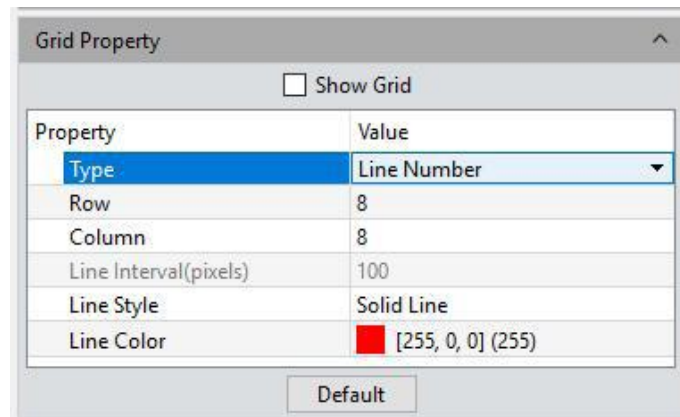 Grid Property
Show Grid
Property Value
Type Line Number
Row 8
Column 8
Line Interval(pixels) 100
Line Style Solid Line
Line Color [255, 0, 0] (255)
Default